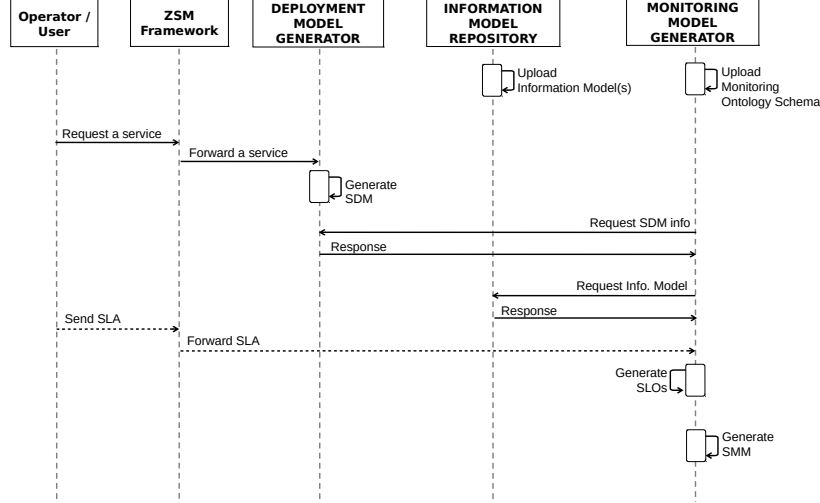 Operator /
User
ZSM
Framework
DEPLOYMENT
MODEL
GENERATOR
INFORMATION
MODEL
REPOSITORY
MONITORING
MODEL
GENERATOR
Upload
Information Model(s)
Upload
Monitoring
Ontology Schema
Request a service
Forward a service
Generate
SDM
Request SDM info
Response
Request Info. Model
Response
Send SLA
Forward SLA
Generate
SLOs
Generate
SMM